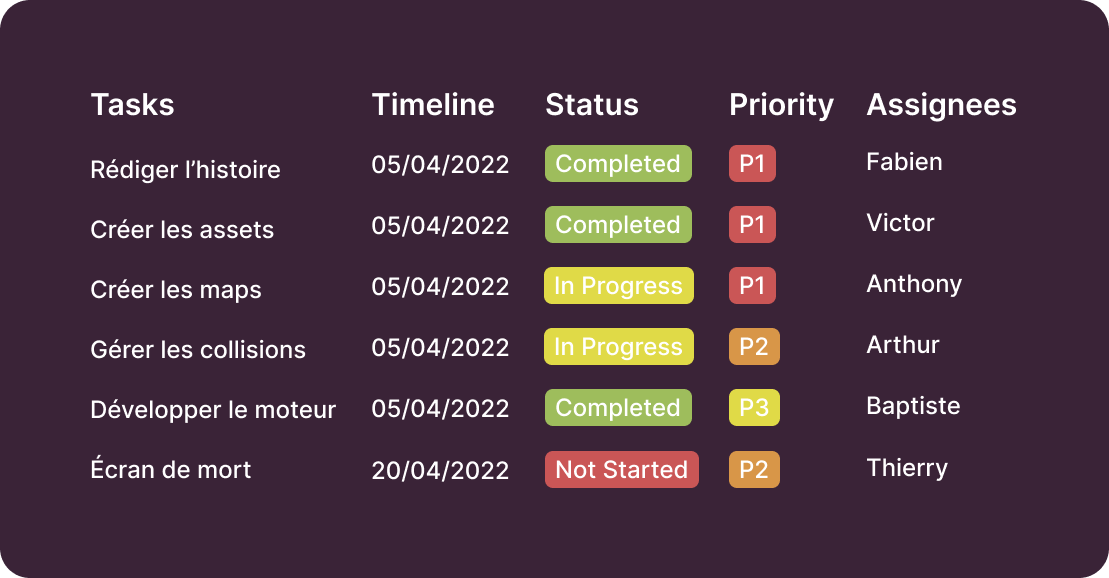 Tasks Timeline Status Priority Assignees
Rédiger l’histoire 05/04/2022 Completed P1 Fabien
Créer les assets 05/04/2022 Completed P1 Victor
Créer les maps 05/04/2022 In Progress P1 Anthony
Gérer les collisions 05/04/2022 In Progress P2 Arthur
Développer le moteur 05/04/2022 Completed P3 Baptiste
Écran de mort 20/04/2022 Not Started P2 Thierry